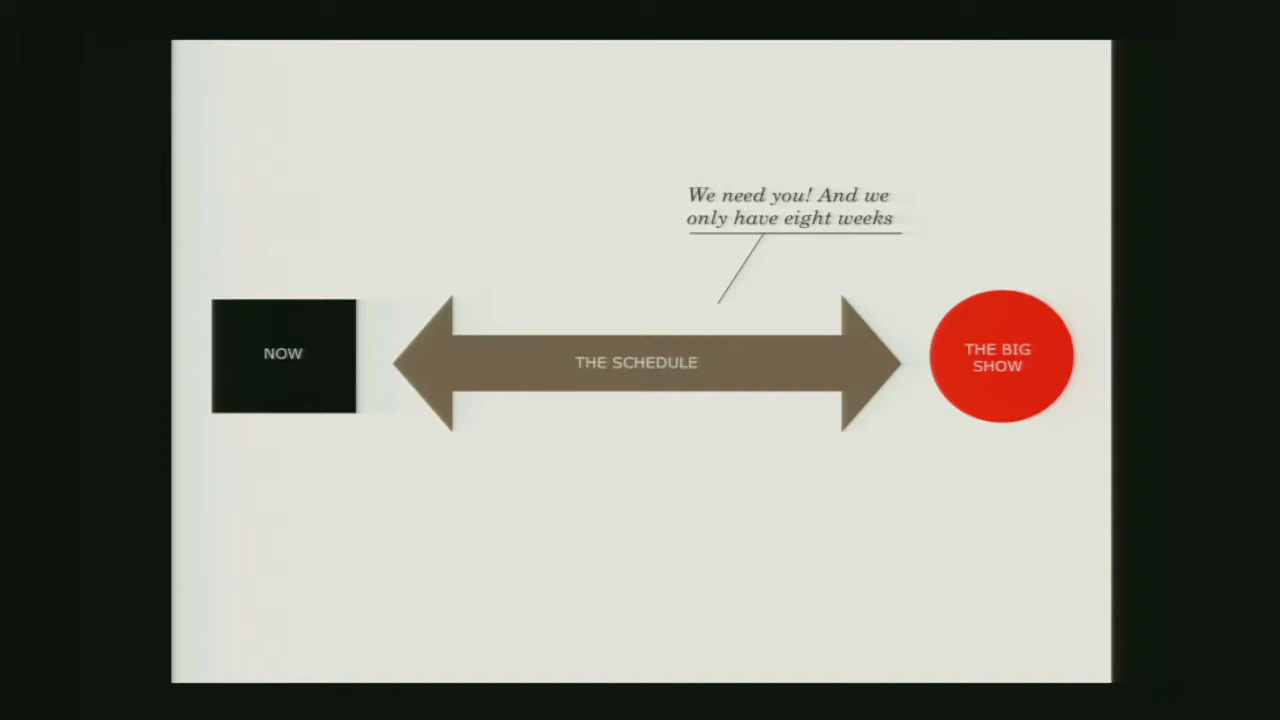 We need you! And we
only have eight weeks
NOW
THE SCHEDULE
THE BIG
SHOW